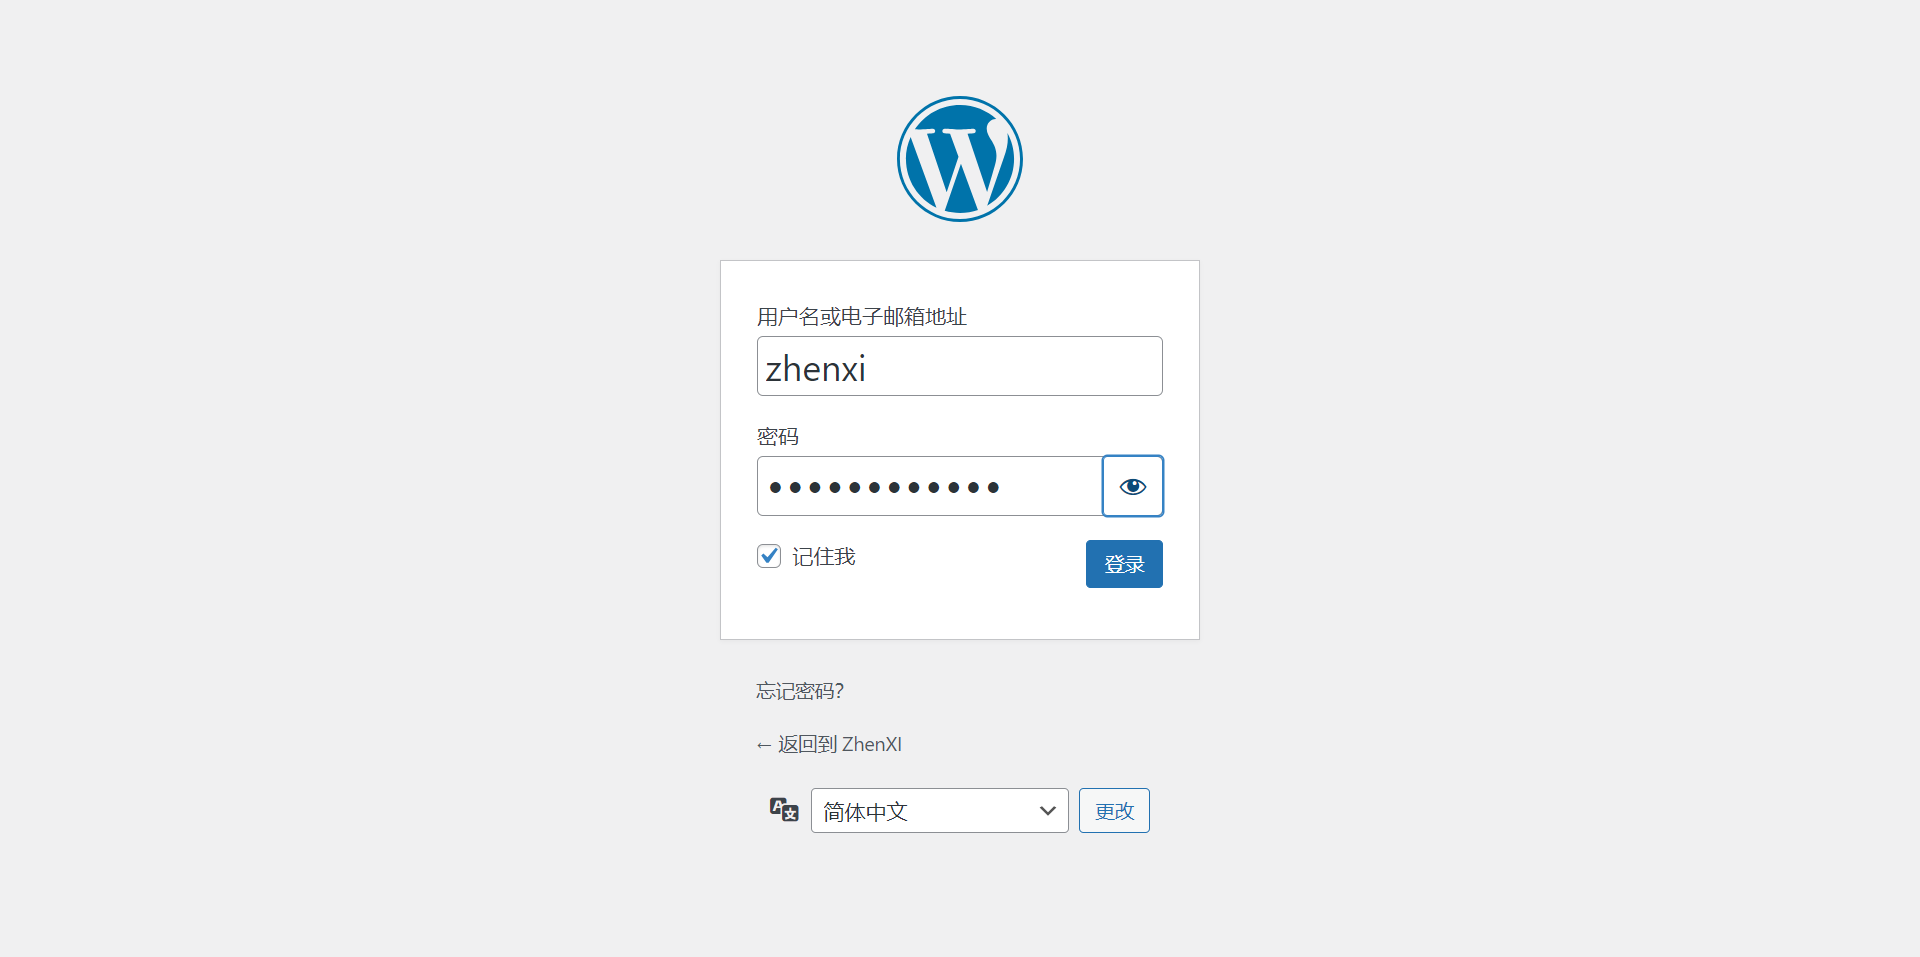 用户名或电子邮箱地址
zhenxi
密码
••••••••••••
记住我
登录
忘记密码？
← 返回到 ZhenXI
简体中文
更改